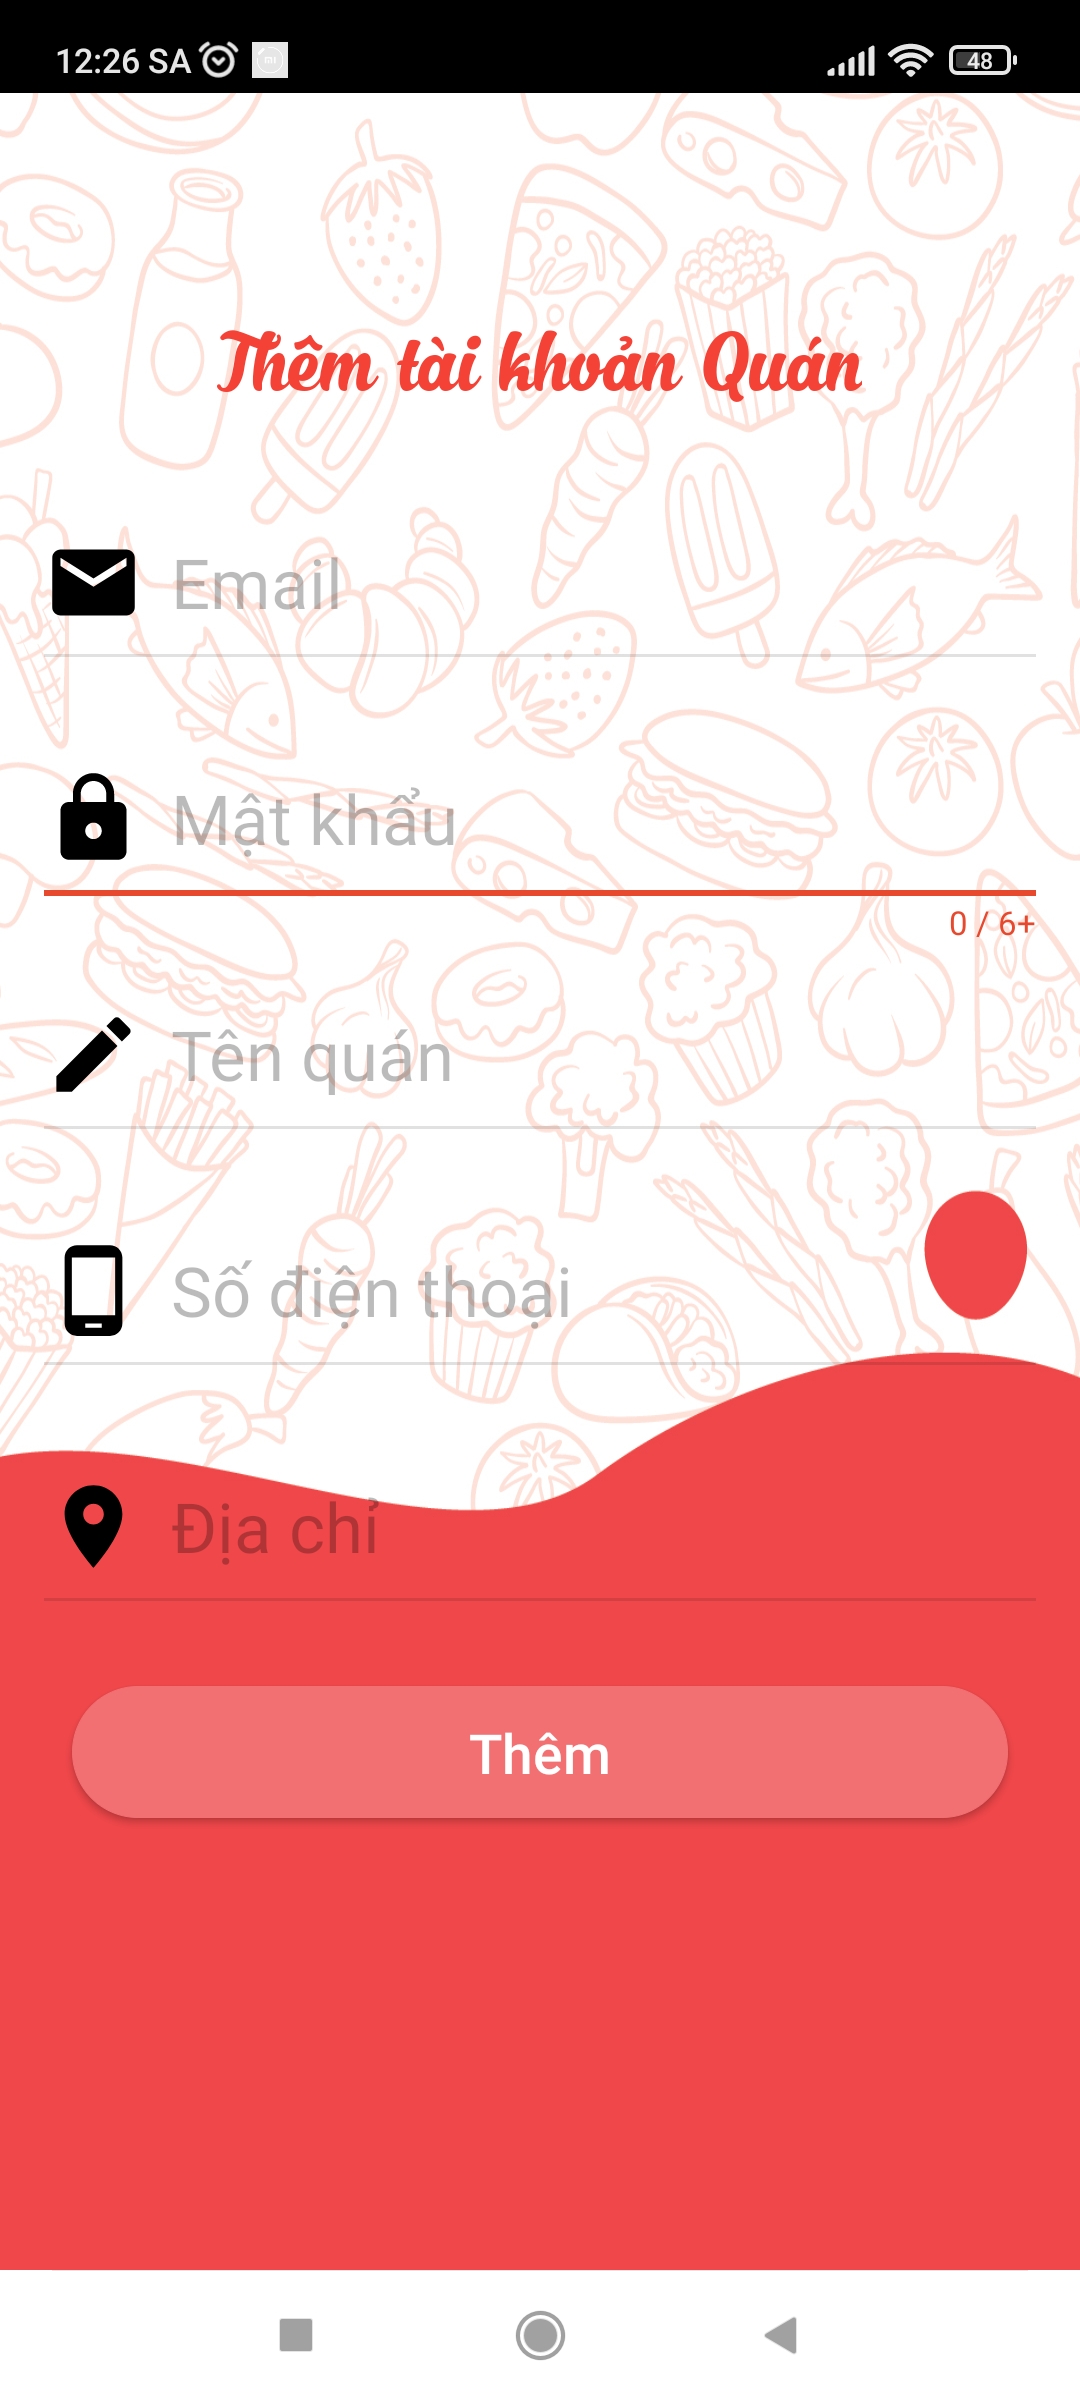 12:26 SA
48
Thêm tài khoản Quán
Email
Mật khẩu
0 / 6+
Tên quán
Số điện thoại
Địa chỉ
Thêm